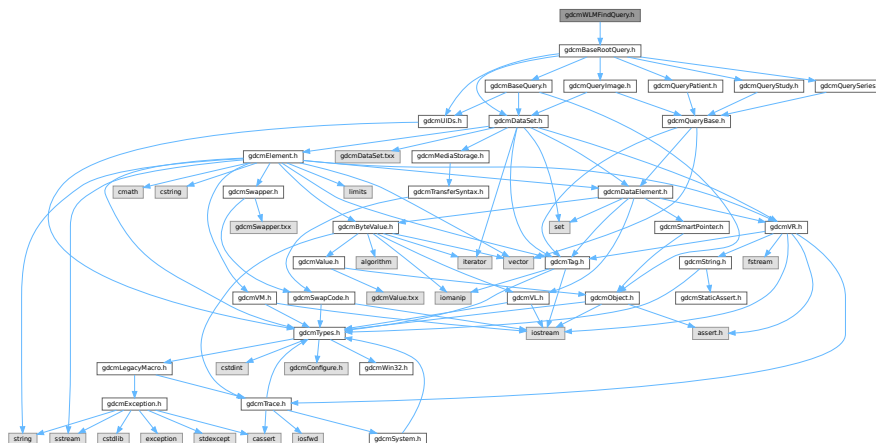 gdcmWLMFindQuery.h
gdcmBaseRootQuery.h
gdcmBaseQuery.h
gdcmQueryImage.h
gdcmQueryPatient.h
gdcmQueryStudy.h
gdcmQuerySeries
gdcmUIDs.h
gdcmDataSet.h
gdcmQueryBase.h
gdcmElement.h
gdcmDataSet.txx
gdcmMediaStorage.h
cmath
cstring
gdcmSwapper.h
limits
gdcmTransferSyntax.h
gdcmDataElement.h
gdcmSwapper.txx
gdcmByteValue.h
set
gdcmSmartPointer.h
gdcmVR.h
gdcmValue.h
algorithm
iterator
vector
gdcmTag.h
gdcmString.h
fstream
gdcmVM.h
gdcmSwapCode.h
gdcmValue.txx
iomanip
gdcmVL.h
gdcmObject.h
gdcmStaticAssert.h
gdcmTypes.h
iostream
assert.h
gdcmLegacyMacro.h
cstdint
gdcmConfigure.h
gdcmWin32.h
gdcmException.h
gdcmTrace.h
string
sstream
cstdlib
exception
stdexcept
cassert
iosfwd
gdcmSystem.h